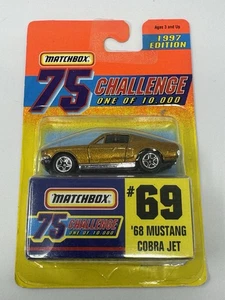 Ages 3 and Up
1997
EDITION
MATCHBOX
75 CHALLENGE
ONE OF 10,000
MATCHBOX
75 CHALLENGE
ONE OF 10,000
#69
'68 MUSTANG
COBRA JET